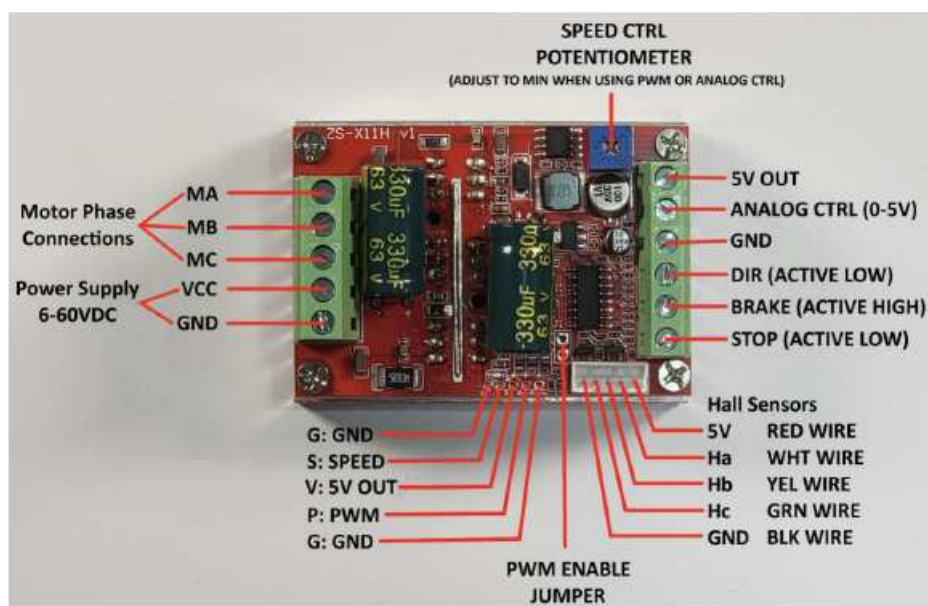 SPEED CTRL
POTENTIOMETER
(ADJUST TO MIN WHEN USING PWM OR ANALOG CTRL)
ZS-X11H v1
Motor Phase
Connections
MA
MB
MC
Power Supply
6-60VDC
VCC
GND
330uF
63 V
330uF
63 V
330uF
63 V
330
5V OUT
ANALOG CTRL (0-5V)
GND
DIR (ACTIVE LOW)
BRAKE (ACTIVE HIGH)
STOP (ACTIVE LOW)
G: GND
S: SPEED
V: 5V OUT
P: PWM
G: GND
PWM ENABLE
JUMPER
Hall Sensors
5V RED WIRE
Ha WHT WIRE
Hb YEL WIRE
Hc GRN WIRE
GND BLK WIRE